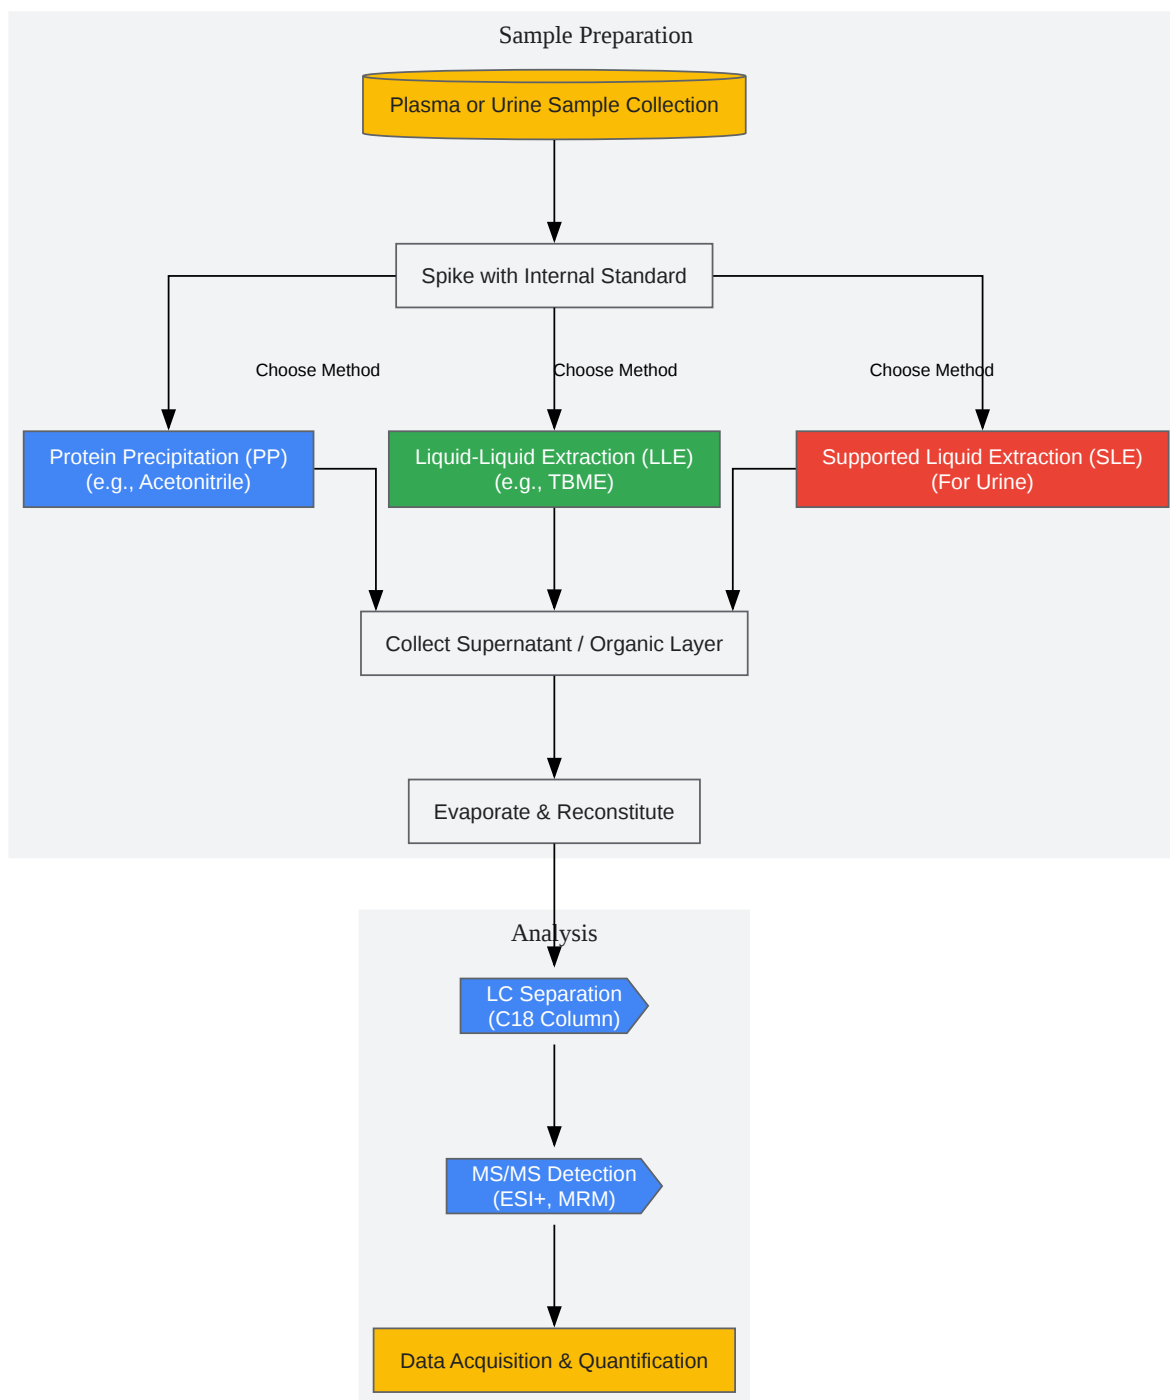 Sample Preparation
Plasma or Urine Sample Collection
Spike with Internal Standard
Choose Method
Choose Method
Choose Method
Protein Precipitation (PP)
(e.g., Acetonitrile)
Liquid-Liquid Extraction (LLE)
(e.g., TBME)
Supported Liquid Extraction (SLE)
(For Urine)
Collect Supernatant / Organic Layer
Evaporate & Reconstitute
Analysis
LC Separation
(C18 Column)
MS/MS Detection
(ESI+, MRM)
Data Acquisition & Quantification